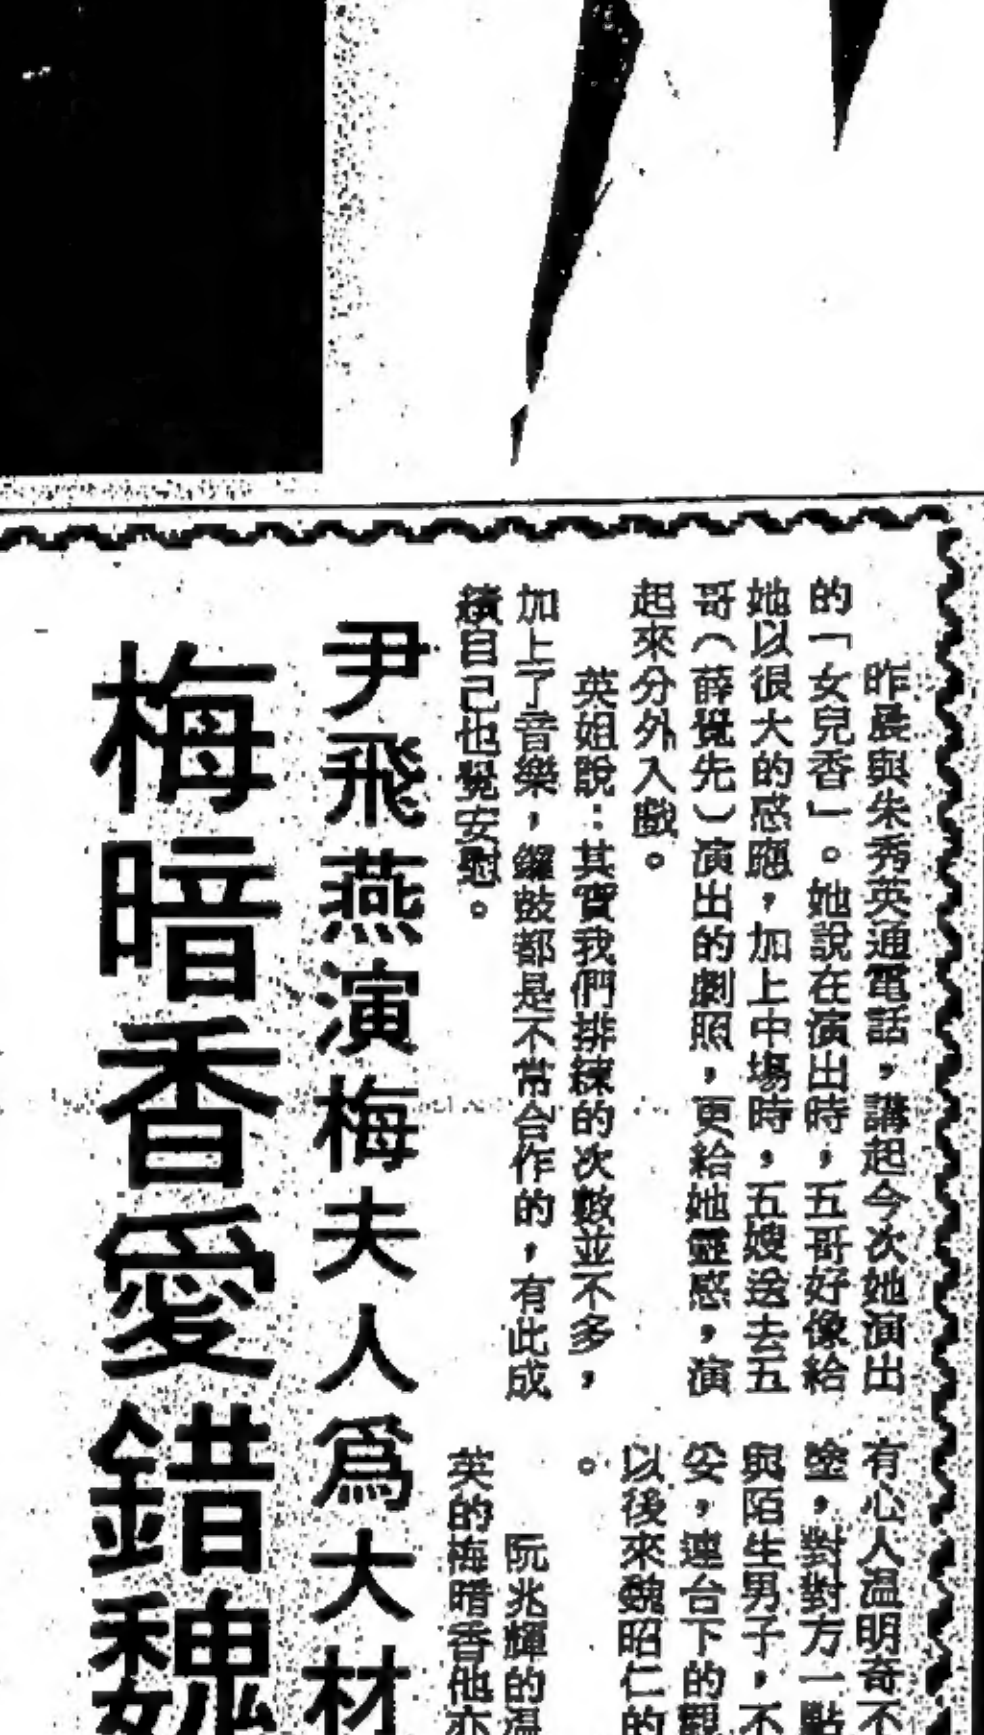 昨晨與朱秀英通電話，講起今次她演出
的「女兒香」。她說在演出時，五哥好像給
她以很大的感應，加上中場時，五嫂送去五
哥（薛覺先）演出的劇照，更給她靈感，演
起來分外入戲。
英姐說：其實我們排練的次數並不多，
加上了音樂，鑼鼓都是不常合作的，有此成
績自己也覺安慰。
有心人温明奇不
塗，對對方一點
與陌生男子，不
妥，連台下的觀
以後來魏昭仁的
。
阮兆輝的温
英的梅暗香他亦
尹飛燕演梅夫人爲大材
梅暗香愛錯魏